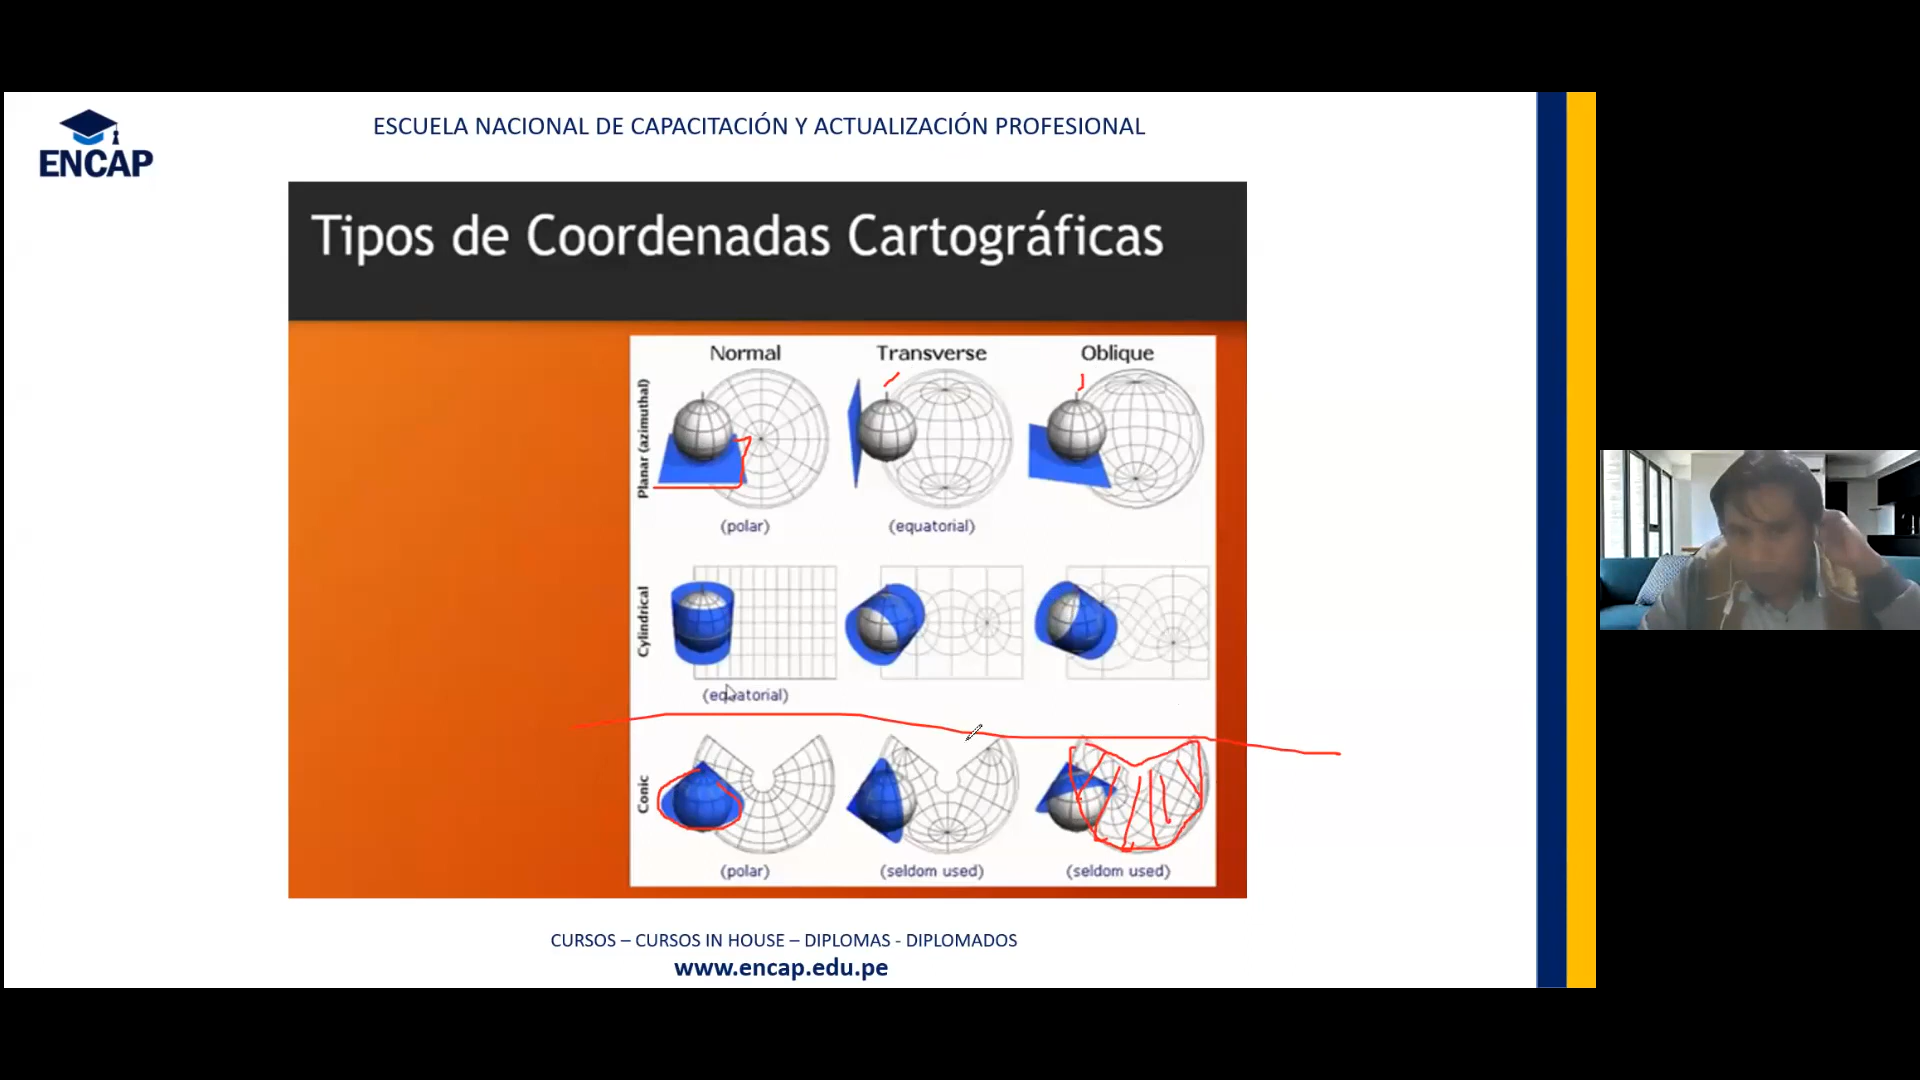 ENCAP
ESCUELA NACIONAL DE CAPACITACIÓN Y ACTUALIZACIÓN PROFESIONAL
Tipos de Coordenadas Cartográficas
Normal Transverse Oblique
Planar (azimuthal)
(polar) (equatorial)
Cylindrical
(equatorial)
Conic
(polar) (seldom used) (seldom used)
CURSOS – CURSOS IN HOUSE – DIPLOMAS - DIPLOMADOS
www.encap.edu.pe